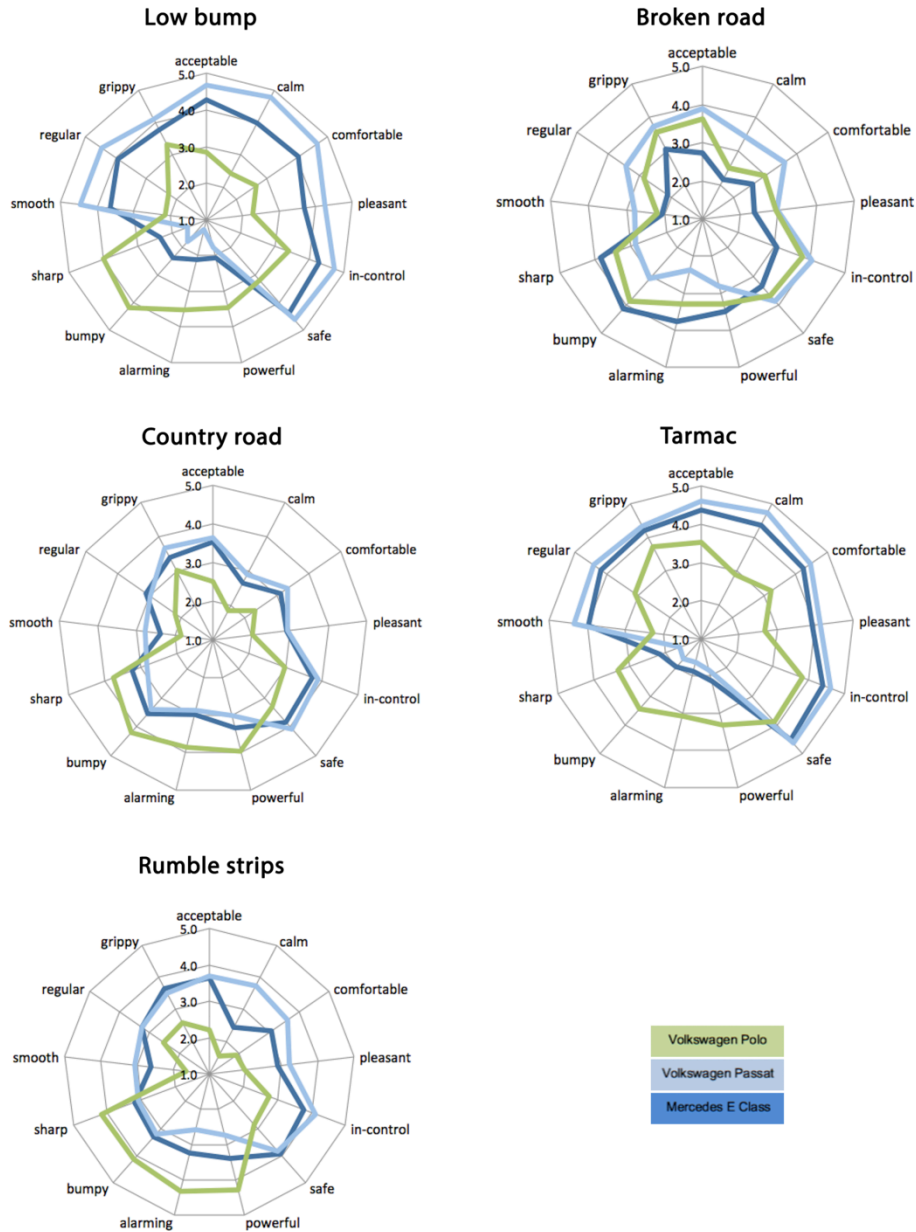 Low bump
acceptable
5.0
grippy
calm
4.0
regular
comfortable
3.0
2.0
smooth
pleasant
1.0
sharp
in-control
bumpy
safe
alarming
powerful
Broken road
acceptable
5.0
grippy
calm
4.0
regular
comfortable
3.0
2.0
smooth
pleasant
1.0
sharp
in-control
bumpy
safe
alarming
powerful
Country road
acceptable
5.0
grippy
calm
4.0
regular
comfortable
3.0
2.0
smooth
pleasant
1.0
sharp
in-control
bumpy
safe
alarming
powerful
Tarmac
acceptable
5.0
grippy
calm
4.0
regular
comfortable
3.0
2.0
smooth
pleasant
1.0
sharp
in-control
bumpy
safe
alarming
powerful
Rumble strips
acceptable
5.0
grippy
calm
4.0
regular
comfortable
3.0
2.0
smooth
pleasant
1.0
sharp
in-control
bumpy
safe
alarming
powerful
Volkswagen Polo
Volkswagen Passat
Mercedes E Class